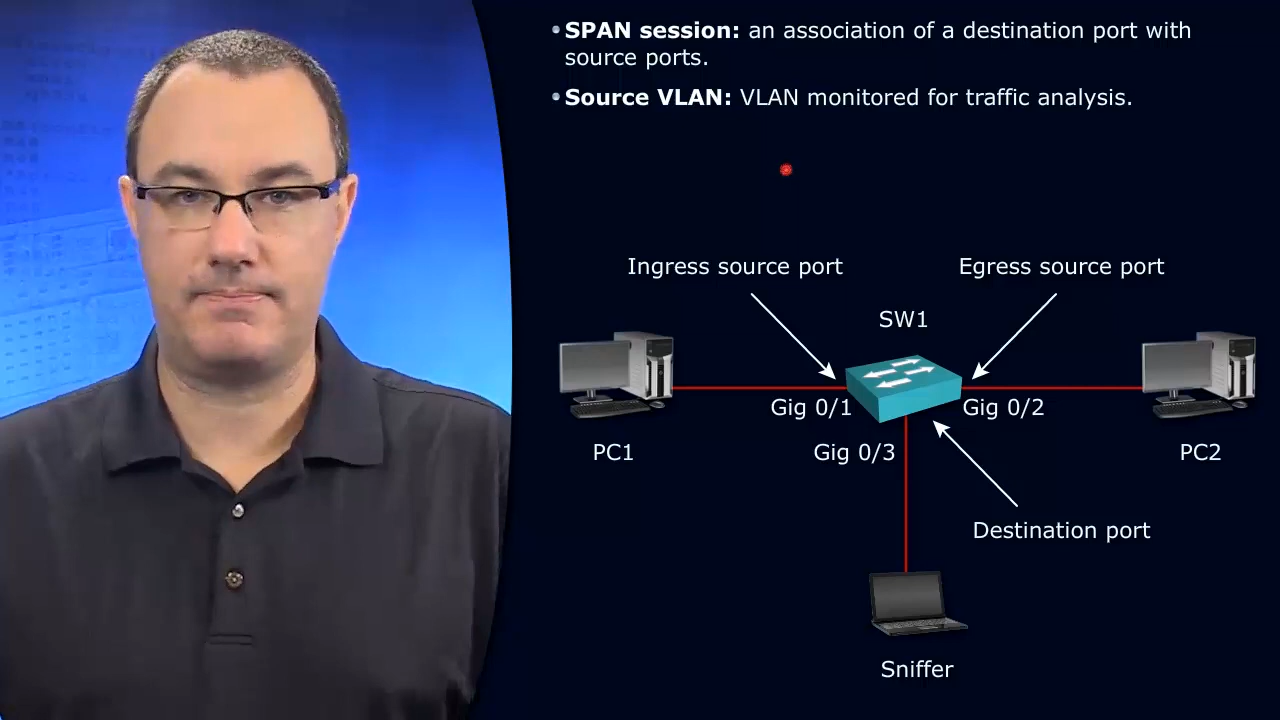 • SPAN session: an association of a destination port with
source ports.
• Source VLAN: VLAN monitored for traffic analysis.
Ingress source port
Egress source port
SW1
Gig 0/1
Gig 0/2
PC1
Gig 0/3
PC2
Destination port
Sniffer